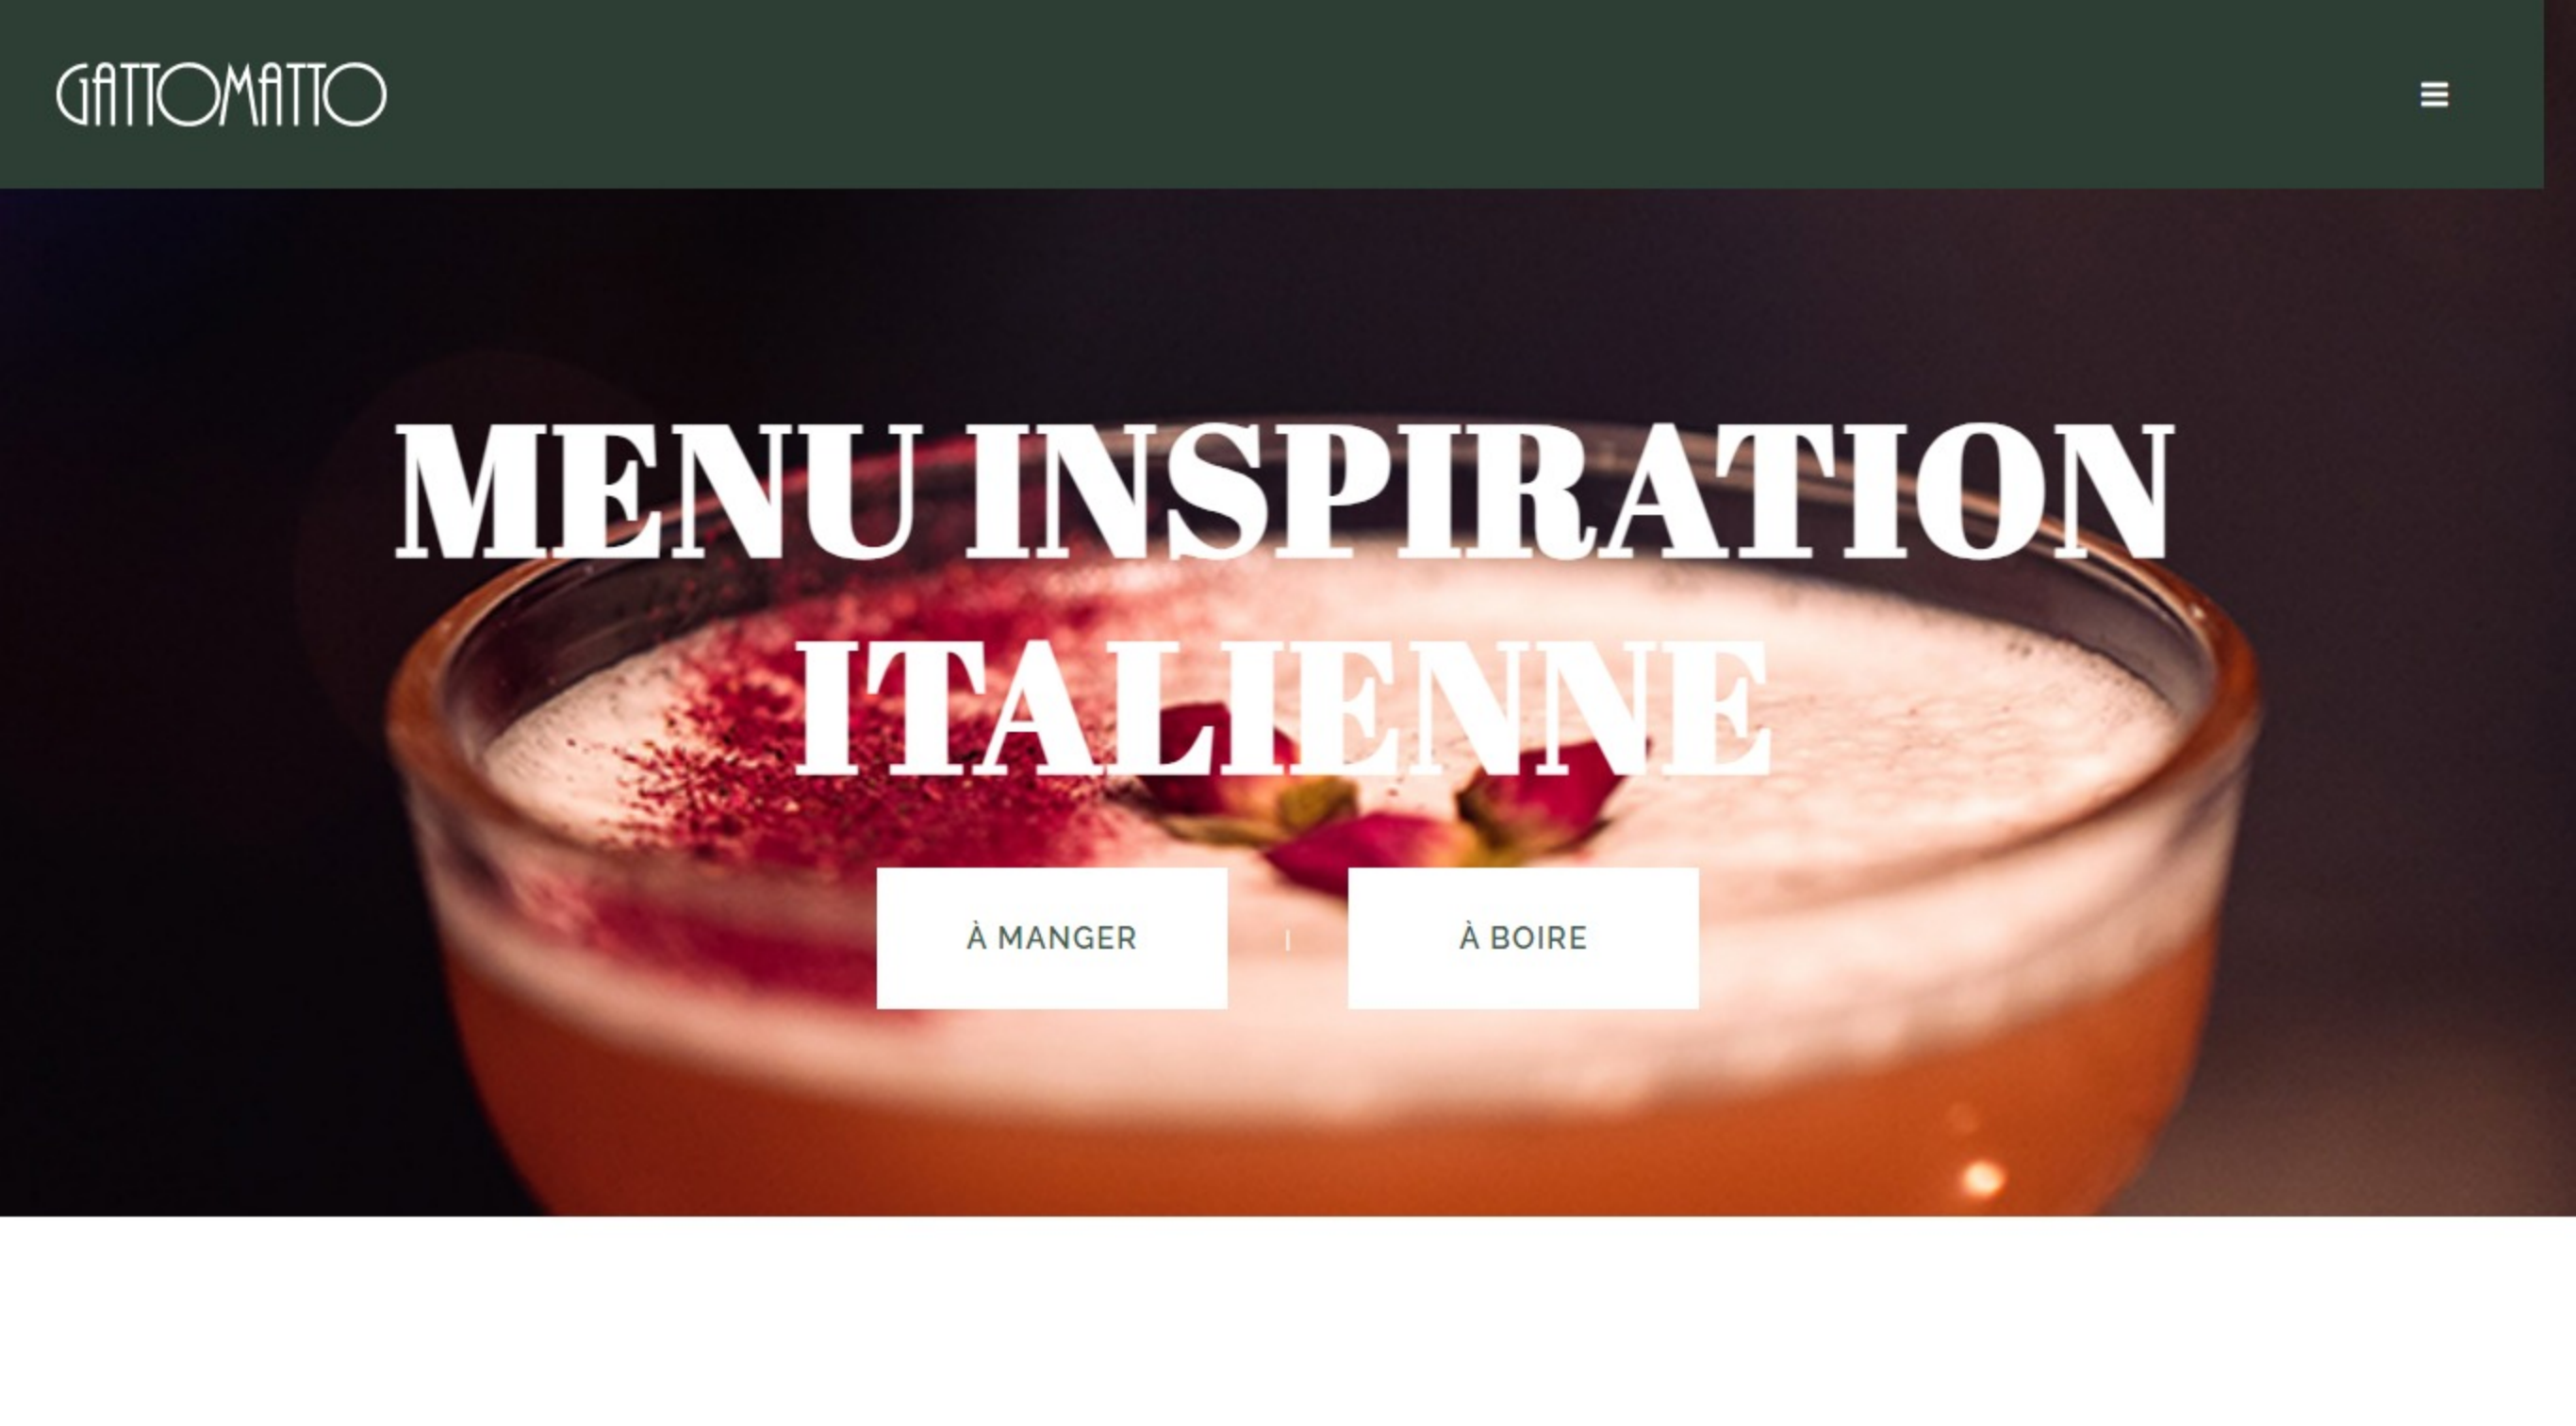 GATTOMATTO
MENU INSPIRATION
ITALIENNE
À MANGER
|
À BOIRE